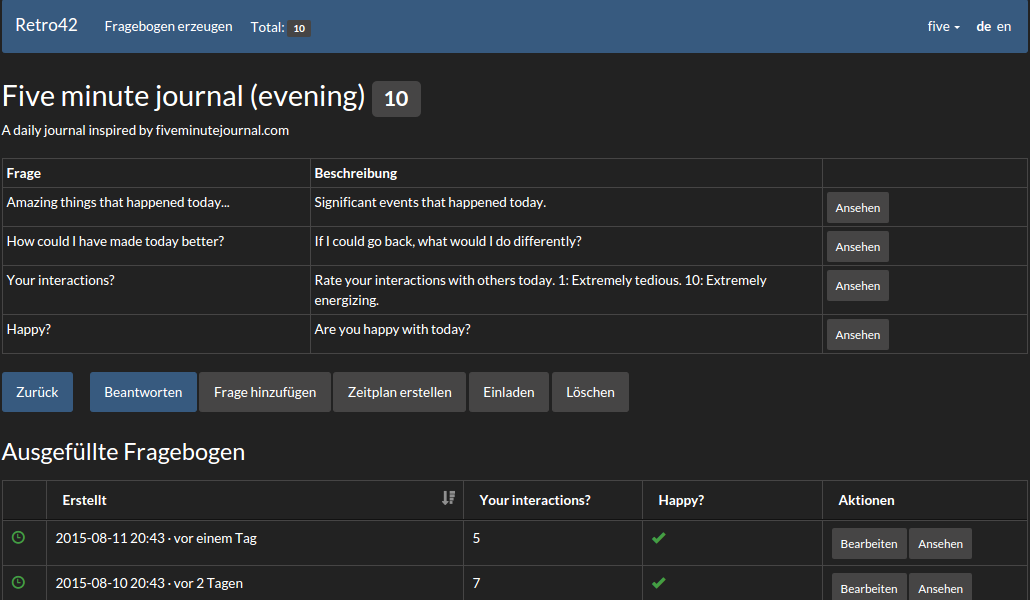 Retro42 Fragebogen erzeugen Total: 10 five de en
Five minute journal (evening) 10
A daily journal inspired by fiveminutejournal.com
Frage Beschreibung
Amazing things that happened today... Significant events that happened today. Ansehen
How could I have made today better? If I could go back, what would I do differently? Ansehen
Your interactions? Rate your interactions with others today. 1: Extremely tedious. 10: Extremely Ansehen
energizing.
Happy? Are you happy with today? Ansehen
Zurück Beantworten Frage hinzufügen Zeitplan erstellen Einladen Löschen
Ausgefüllte Fragebogen
Erstellt Your interactions? Happy? Aktionen
2015-08-11 20:43 · vor einem Tag 5 Bearbeiten Ansehen
2015-08-10 20:43 · vor 2 Tagen 7 Bearbeiten Ansehen